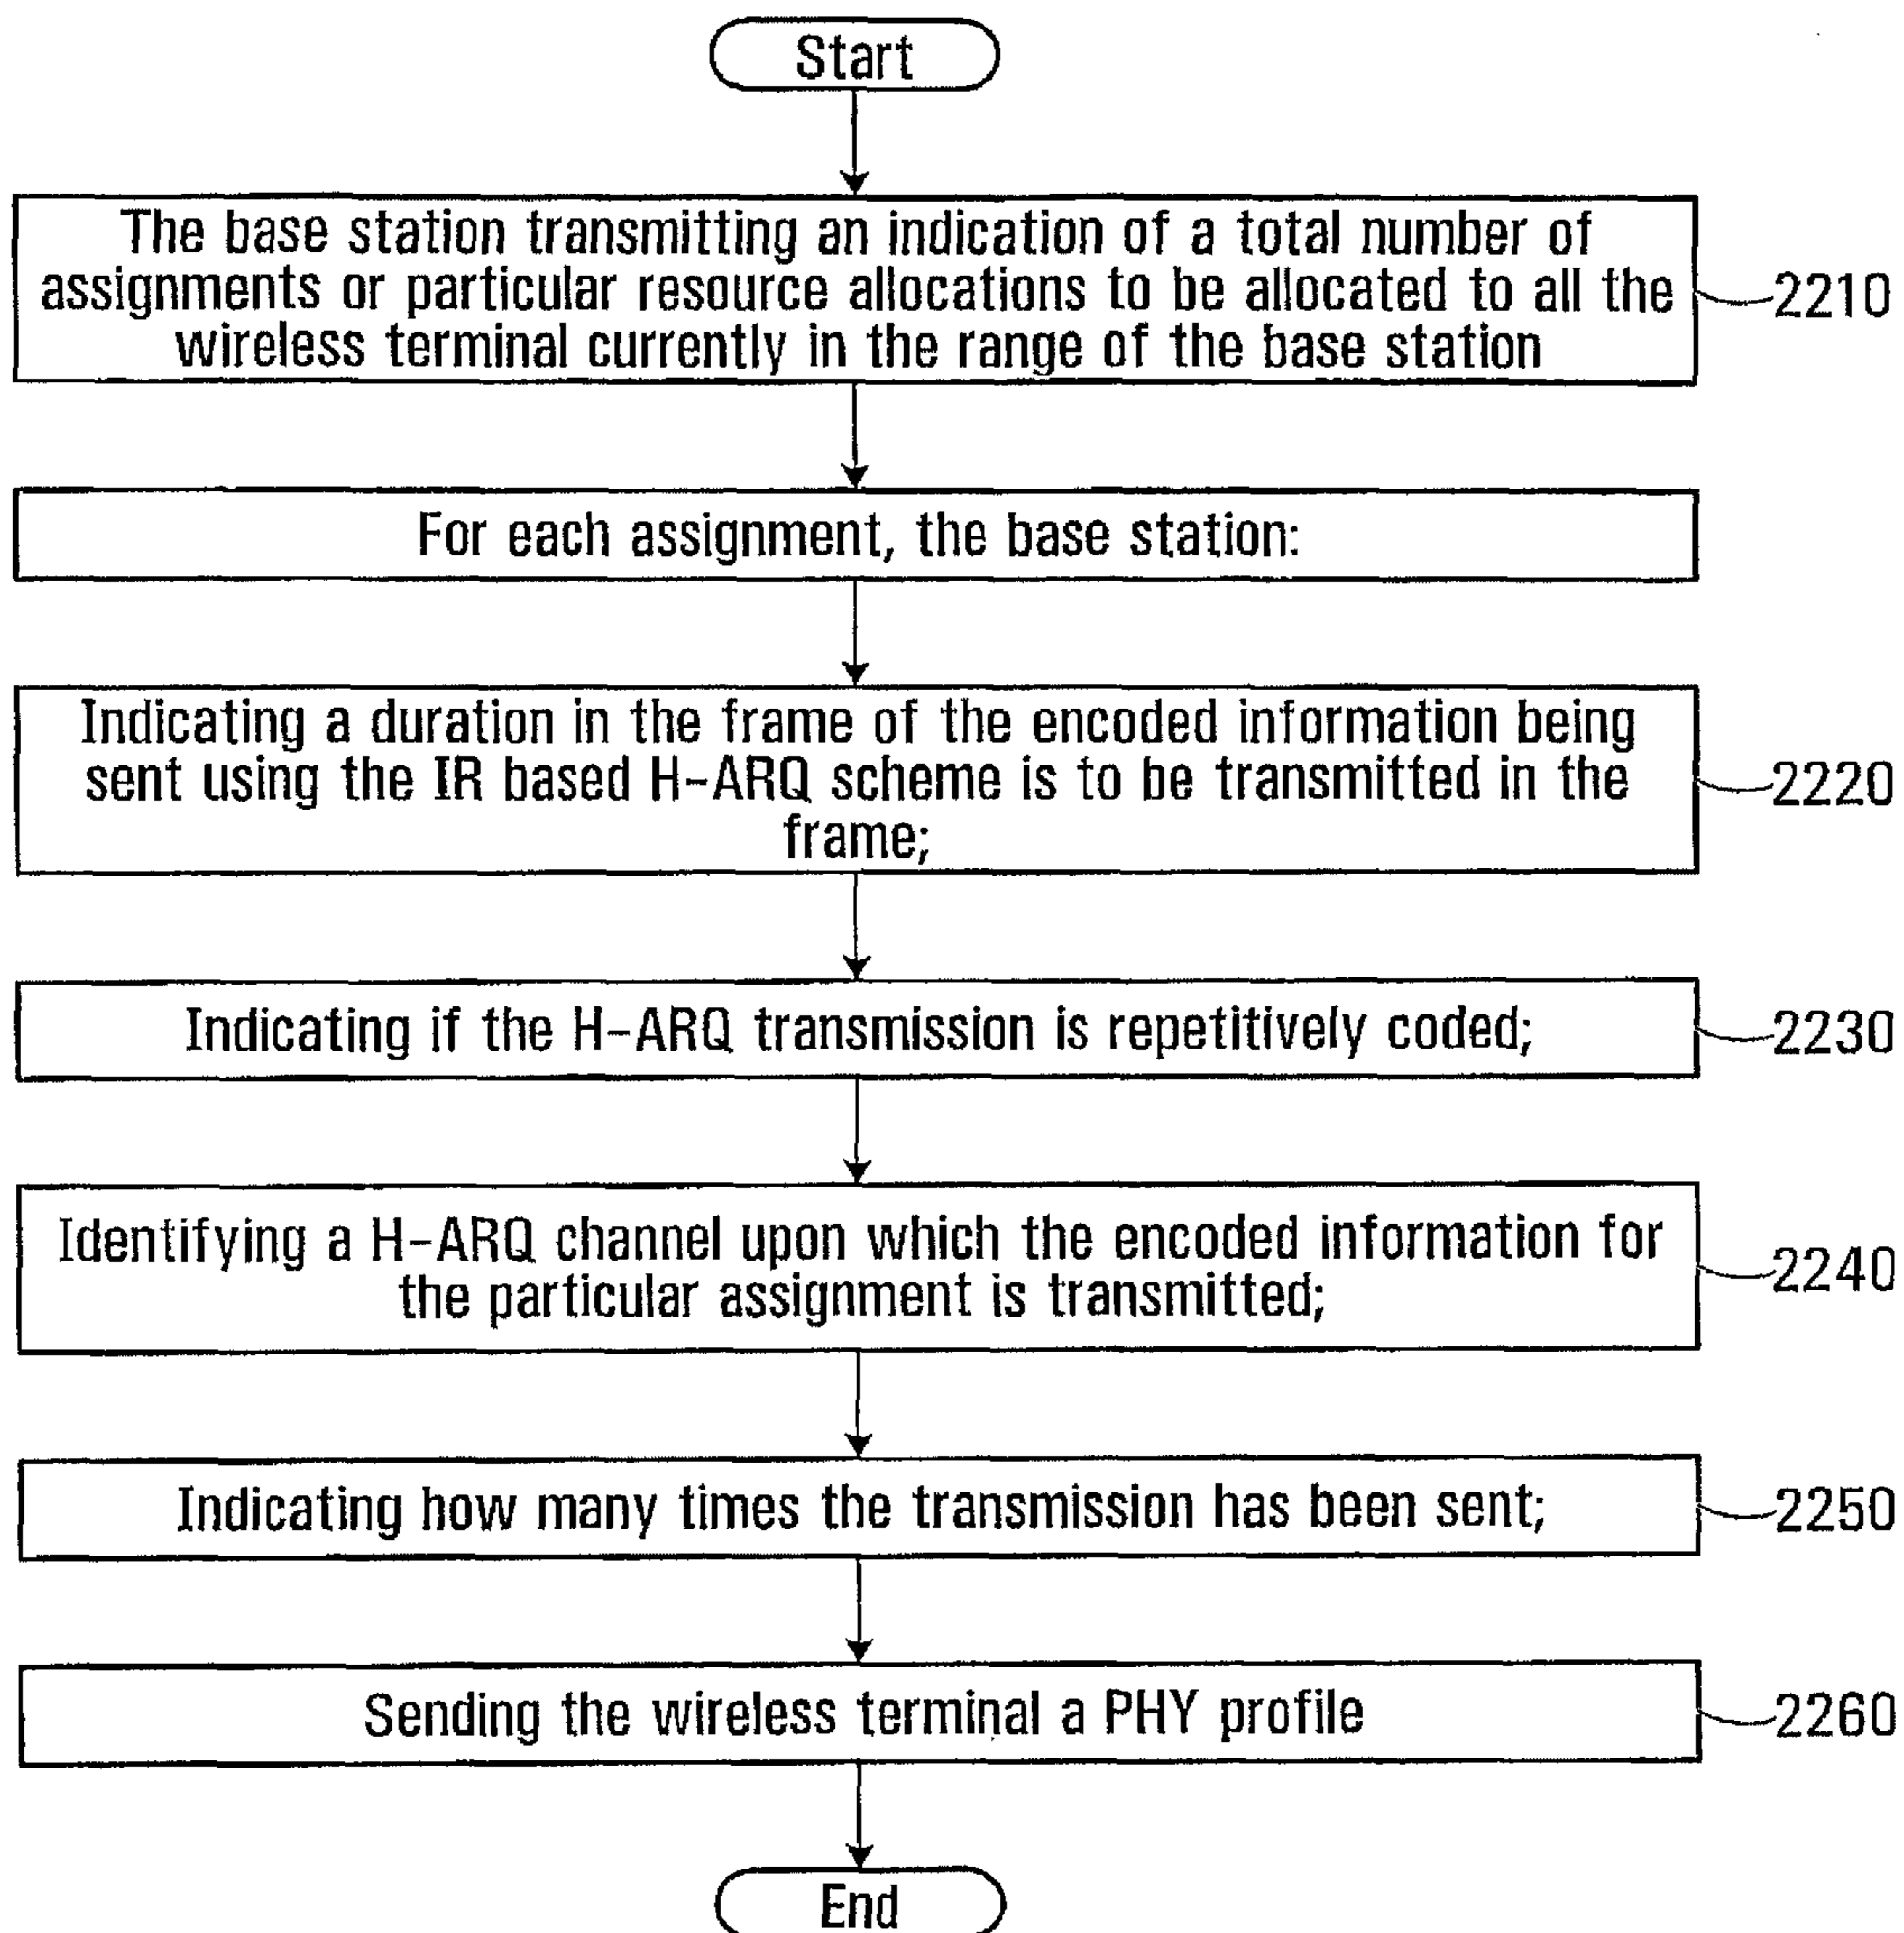 Start
The base station transmitting an indication of a total number of
assignments or particular resource allocations to be allocated to all the
wireless terminal currently in the range of the base station
2210
For each assignment, the base station:
Indicating a duration in the frame of the encoded information being
sent using the IR based H-ARQ scheme is to be transmitted in the
frame;
2220
Indicating if the H-ARQ transmission is repetitively coded;
2230
Identifying a H-ARQ channel upon which the encoded information for
the particular assignment is transmitted;
2240
Indicating how many times the transmission has been sent;
2250
Sending the wireless terminal a PHY profile
2260
End